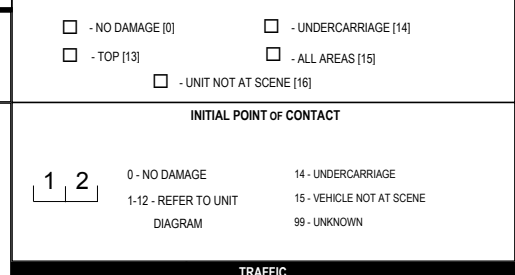 ☐ - NO DAMAGE [0] ☐ - UNDERCARRIAGE [14]
☐ - TOP [13] ☐ - ALL AREAS [15]
☐ - UNIT NOT AT SCENE [16]
INITIAL POINT OF CONTACT
1 2
0 - NO DAMAGE 14 - UNDERCARRIAGE
1-12 - REFER TO UNIT 15 - VEHICLE NOT AT SCENE
DIAGRAM 99 - UNKNOWN
TRAFFIC